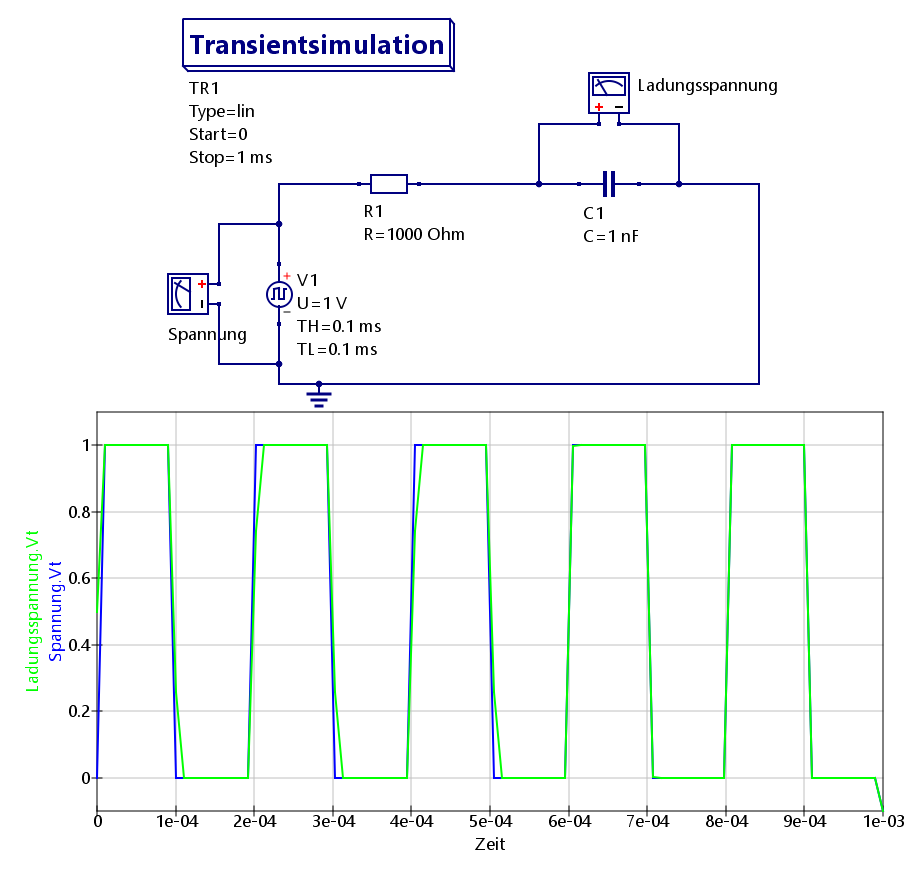 Transientsimulation
TR1
Type=lin
Start=0
Stop=1 ms
Ladungsspannung
R1
R=1000 Ohm
C1
C=1 nF
V1
U=1 V
TH=0.1 ms
TL=0.1 ms
Spannung
Ladungsspannung.Vt
Spannung.Vt
1
0.8
0.6
0.4
0.2
0
0 1e-04 2e-04 3e-04 4e-04 5e-04 6e-04 7e-04 8e-04 9e-04 1e-03
Zeit